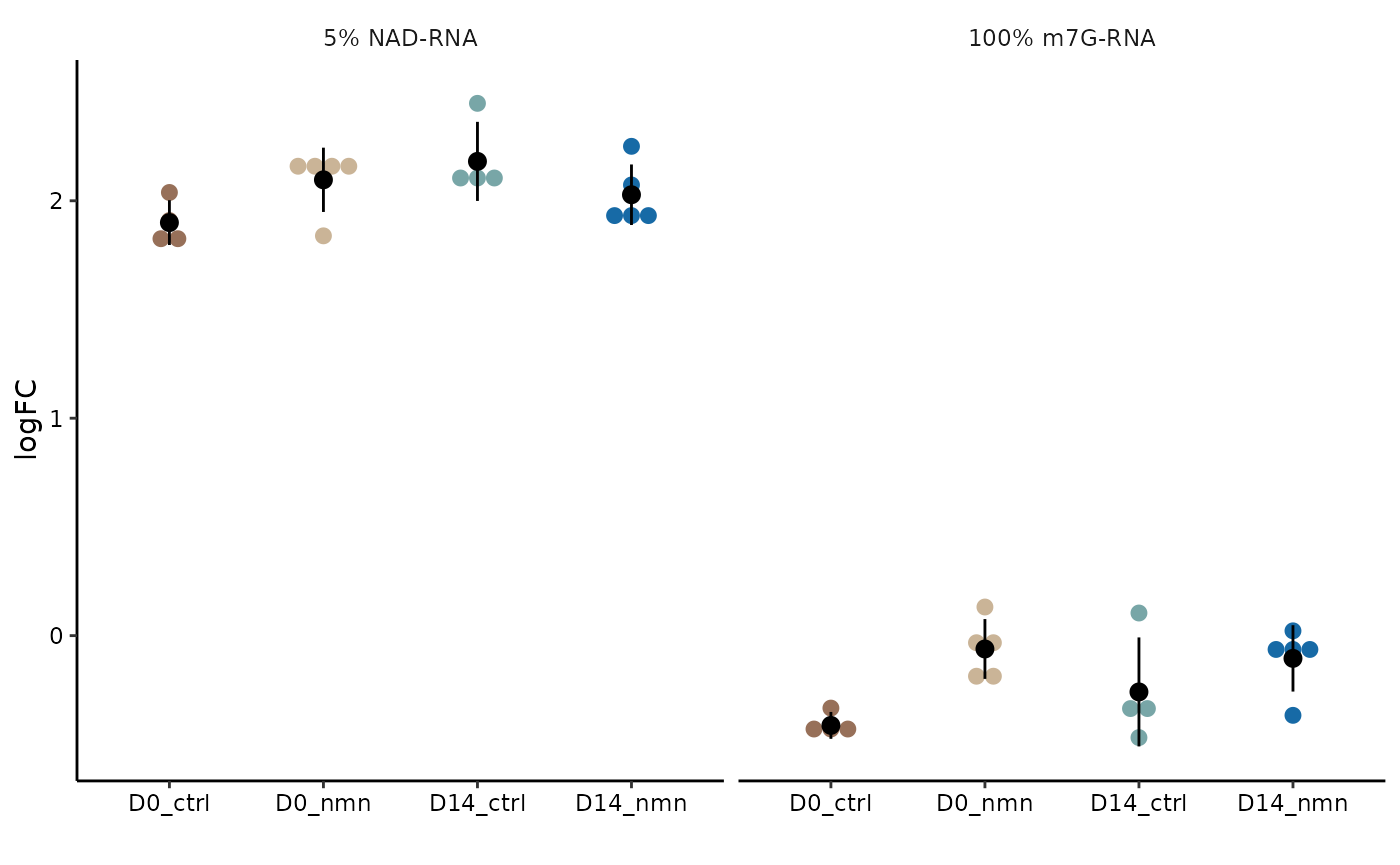 5% NAD-RNA
100% m7G-RNA
logFC
2
1
0
D0_ctrl
D0_nmn
D14_ctrl
D14_nmn
D0_ctrl
D0_nmn
D14_ctrl
D14_nmn